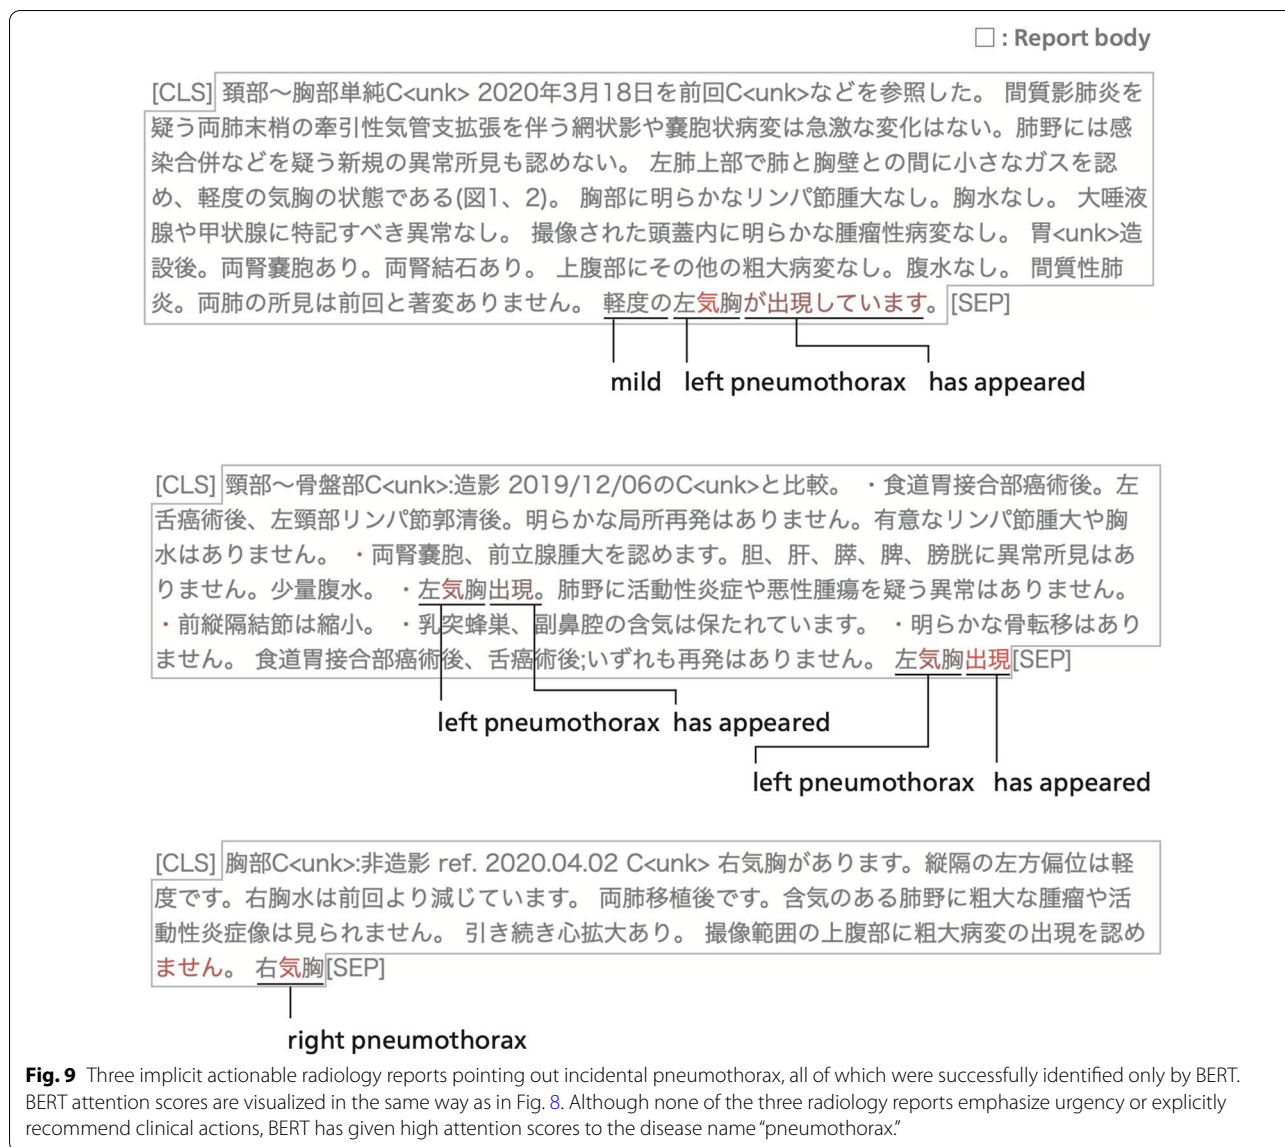 □ : Report body
[CLS] 頚部～胸部単純C<unk> 2020年3月18日を前回C<unk>などを参照した。 間質影肺炎を
疑う両肺末梢の牽引性気管支拡張を伴う網状影や嚢胞状病変は急激な変化はない。肺野には感
染合併などを疑う新規の異常所見も認めない。 左肺上部で肺と胸壁との間に小さなガスを認
め、軽度の気胸の状態である(図1、2)。 胸部に明らかなリンパ節腫大なし。胸水なし。 大唾液
腺や甲状腺に特記すべき異常なし。 撮像された頭蓋内に明らかな腫瘤性病変なし。 胃<unk>造
設後。両腎嚢胞あり。両腎結石あり。 上腹部にその他の粗大病変なし。腹水なし。 間質性肺
炎。両肺の所見は前回と著変ありません。 軽度の左気胸が出現しています。[SEP]
mild left pneumothorax has appeared
[CLS] 頸部～骨盤部C<unk>:造影 2019/12/06のC<unk>と比較。 ・食道胃接合部癌術後。左
舌癌術後、左頸部リンパ節郭清後。明らかな局所再発はありません。有意なリンパ節腫大や胸
水はありません。 ・両腎嚢胞、前立腺腫大を認めます。胆、肝、膵、脾、膀胱に異常所見はあ
りません。少量腹水。 ・左気胸出現。肺野に活動性炎症や悪性腫瘍を疑う異常はありません。
・前縦隔結節は縮小。 ・乳突蜂巣、副鼻腔の含気は保たれています。 ・明らかな骨転移はあり
ません。 食道胃接合部癌術後、舌癌術後;いずれも再発はありません。 左気胸出現[SEP]
left pneumothorax has appeared
left pneumothorax has appeared
[CLS] 胸部C<unk>:非造影 ref. 2020.04.02 C<unk> 右気胸があります。縦隔の左方偏位は軽
度です。右胸水は前回より減じています。 両肺移植後です。含気のある肺野に粗大な腫瘤や活
動性炎症像は見られません。 引き続き心拡大あり。 撮像範囲の上腹部に粗大病変の出現を認め
ません。 右気胸[SEP]
right pneumothorax
Fig. 9 Three implicit actionable radiology reports pointing out incidental pneumothorax, all of which were successfully identified only by BERT.
BERT attention scores are visualized in the same way as in Fig. 8. Although none of the three radiology reports emphasize urgency or explicitly
recommend clinical actions, BERT has given high attention scores to the disease name “pneumothorax.”